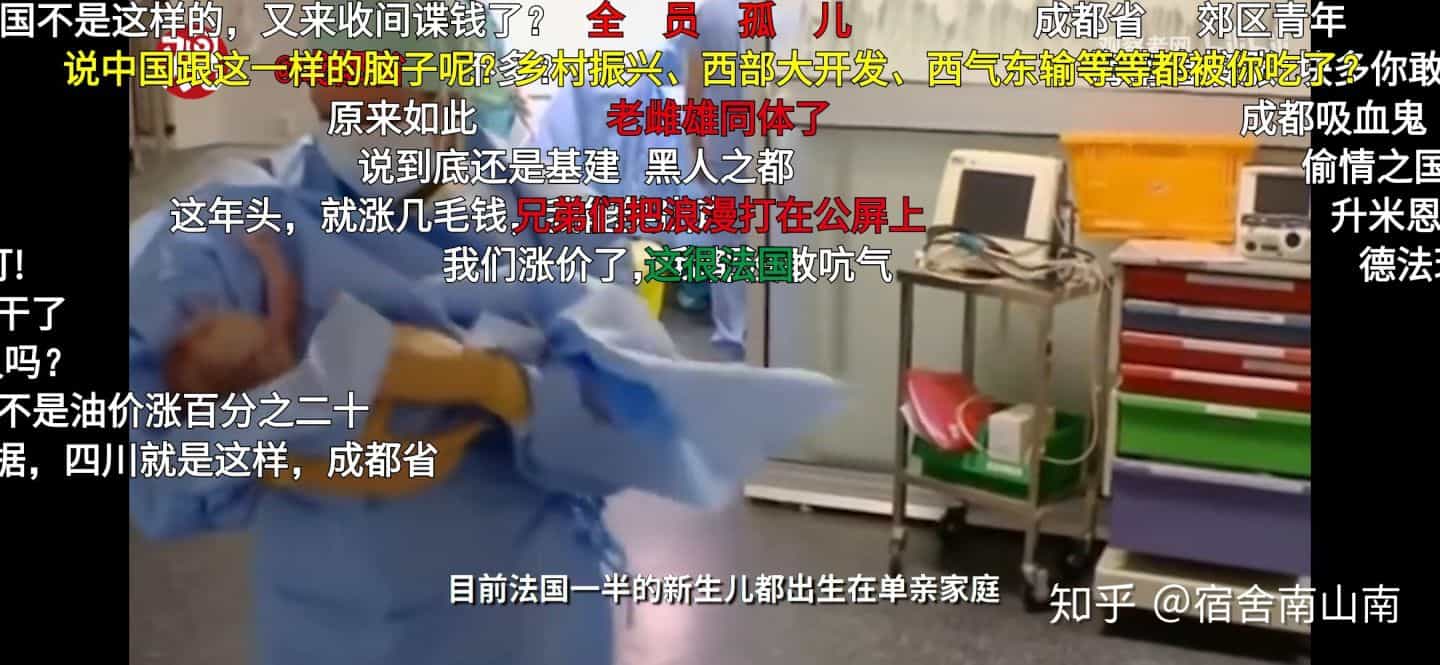 国不是这样的，又来收间谍钱了？ 全 员 孤 儿 成都省 郊区青年
说中国跟这一样的脑子呢？乡村振兴、西部大开发、西气东输等等都被你吃了？ 多你敢
原来如此 老雌雄同体了 成都吸血鬼
说到底还是基建 黑人之都 偷情之国
这年头，就涨几毛钱， 兄弟们把浪漫打在公屏上 升米恩
我们涨价了， 这很法国 敢吭气 德法
干了
吗？
不是油价涨百分之二十
据，四川就是这样，成都省
目前法国一半的新生儿都出生在单亲家庭
知乎 @宿舍南山南